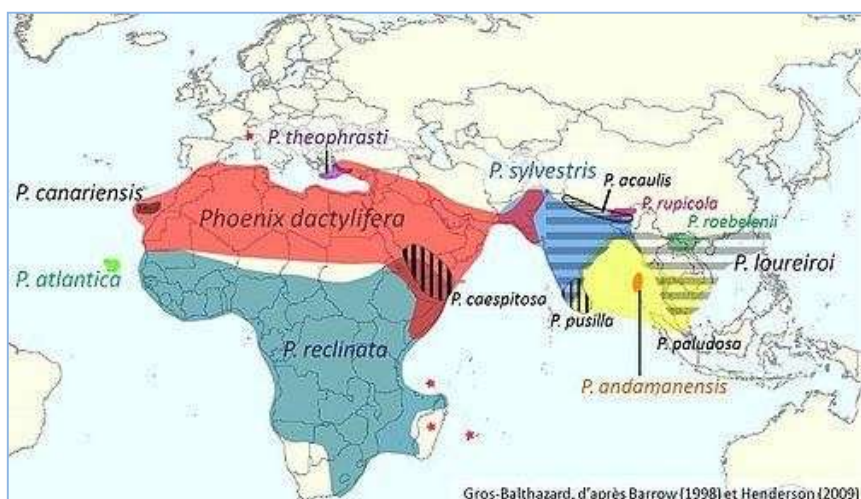 P. theophrasti
P. canariensis
Phoenix dactylifera
P. sylvestris
P. acaulis
P. rupicola
P. roebelenii
P. loureiroi
P. atlantica
P. caespitosa
P. reclinata
P. pusilla
P. paludosa
P. andamanensis
Gros-Balthazard, d'après Barrow (1998) et Henderson (2009)